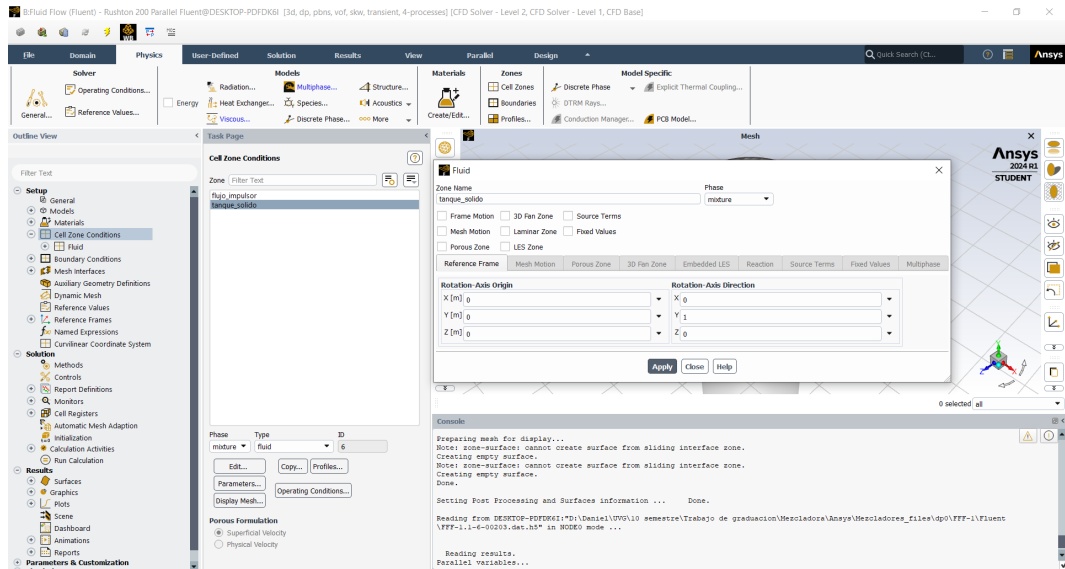 B:Fluid Flow (Fluent) - Rushton 200 Parallel Fluent@DESKTOP-PDFDK6I [3d, dp, pbns, vof, skw, transient, 4-processes] [CFD Solver - Level 2, CFD Solver - Level 1, CFD Base]
WB
File Domain Physics User-Defined Solution Results View Parallel Design
Quick Search (Ct...
Ansys
Solver Models Materials Zones Model Specific
General...
Operating Conditions...
Reference Values...
Energy
Radiation... Multiphase... Structure...
Heat Exchanger... Species... Acoustics
Viscous... Discrete Phase... More
Create/Edit...
Cell Zones
Boundaries
Profiles...
Discrete Phase Explicit Thermal Coupling...
DTRM Rays...
Conduction Manager... PCB Model...
Outline View
Filter Text
Setup
General
Models
Materials
Cell Zone Conditions
Fluid
Boundary Conditions
Mesh Interfaces
Auxiliary Geometry Definitions
Dynamic Mesh
Reference Values
Reference Frames
Named Expressions
Curvilinear Coordinate System
Solution
Methods
Controls
Report Definitions
Monitors
Cell Registers
Automatic Mesh Adaption
Initialization
Calculation Activities
Run Calculation
Results
Surfaces
Graphics
Plots
Scene
Dashboard
Animations
Reports
Parameters & Customization
Task Page
Cell Zone Conditions
Zone Filter Text
flujo_impulsor
tanque_solido
Phase Type ID
mixture fluid 6
Edit... Copy... Profiles...
Parameters... Operating Conditions...
Display Mesh...
Porous Formulation
Superficial Velocity
Physical Velocity
Mesh
Ansys
2024 R1
STUDENT
Fluid
Zone Name Phase
tanque_solido mixture
Frame Motion 3D Fan Zone Source Terms
Mesh Motion Laminar Zone Fixed Values
Porous Zone LES Zone
Reference Frame Mesh Motion Porous Zone 3D Fan Zone Embedded LES Reaction Source Terms Fixed Values Multiphase
Rotation-Axis Origin Rotation-Axis Direction
X [m] 0 X 0
Y [m] 0 Y 1
Z [m] 0 Z 0
Apply Close Help
0 selected all
Console
Preparing mesh for display...
Note: zone-surface: cannot create surface from sliding interface zone.
Creating empty surface.
Note: zone-surface: cannot create surface from sliding interface zone.
Creating empty surface.
Done.
Setting Post Processing and Surfaces information ... Done.
Reading from DESKTOP-PDFDK6I:"D:\Daniel\UVG\10 semestre\Trabajo de graduacion\Mezcladora\Ansys\Mezcladores_files\dp0\FFF-1\Fluent
\FFF-1.1-6-00203.dat.h5" in NODE0 mode ...
Reading results.
Parallel variables...